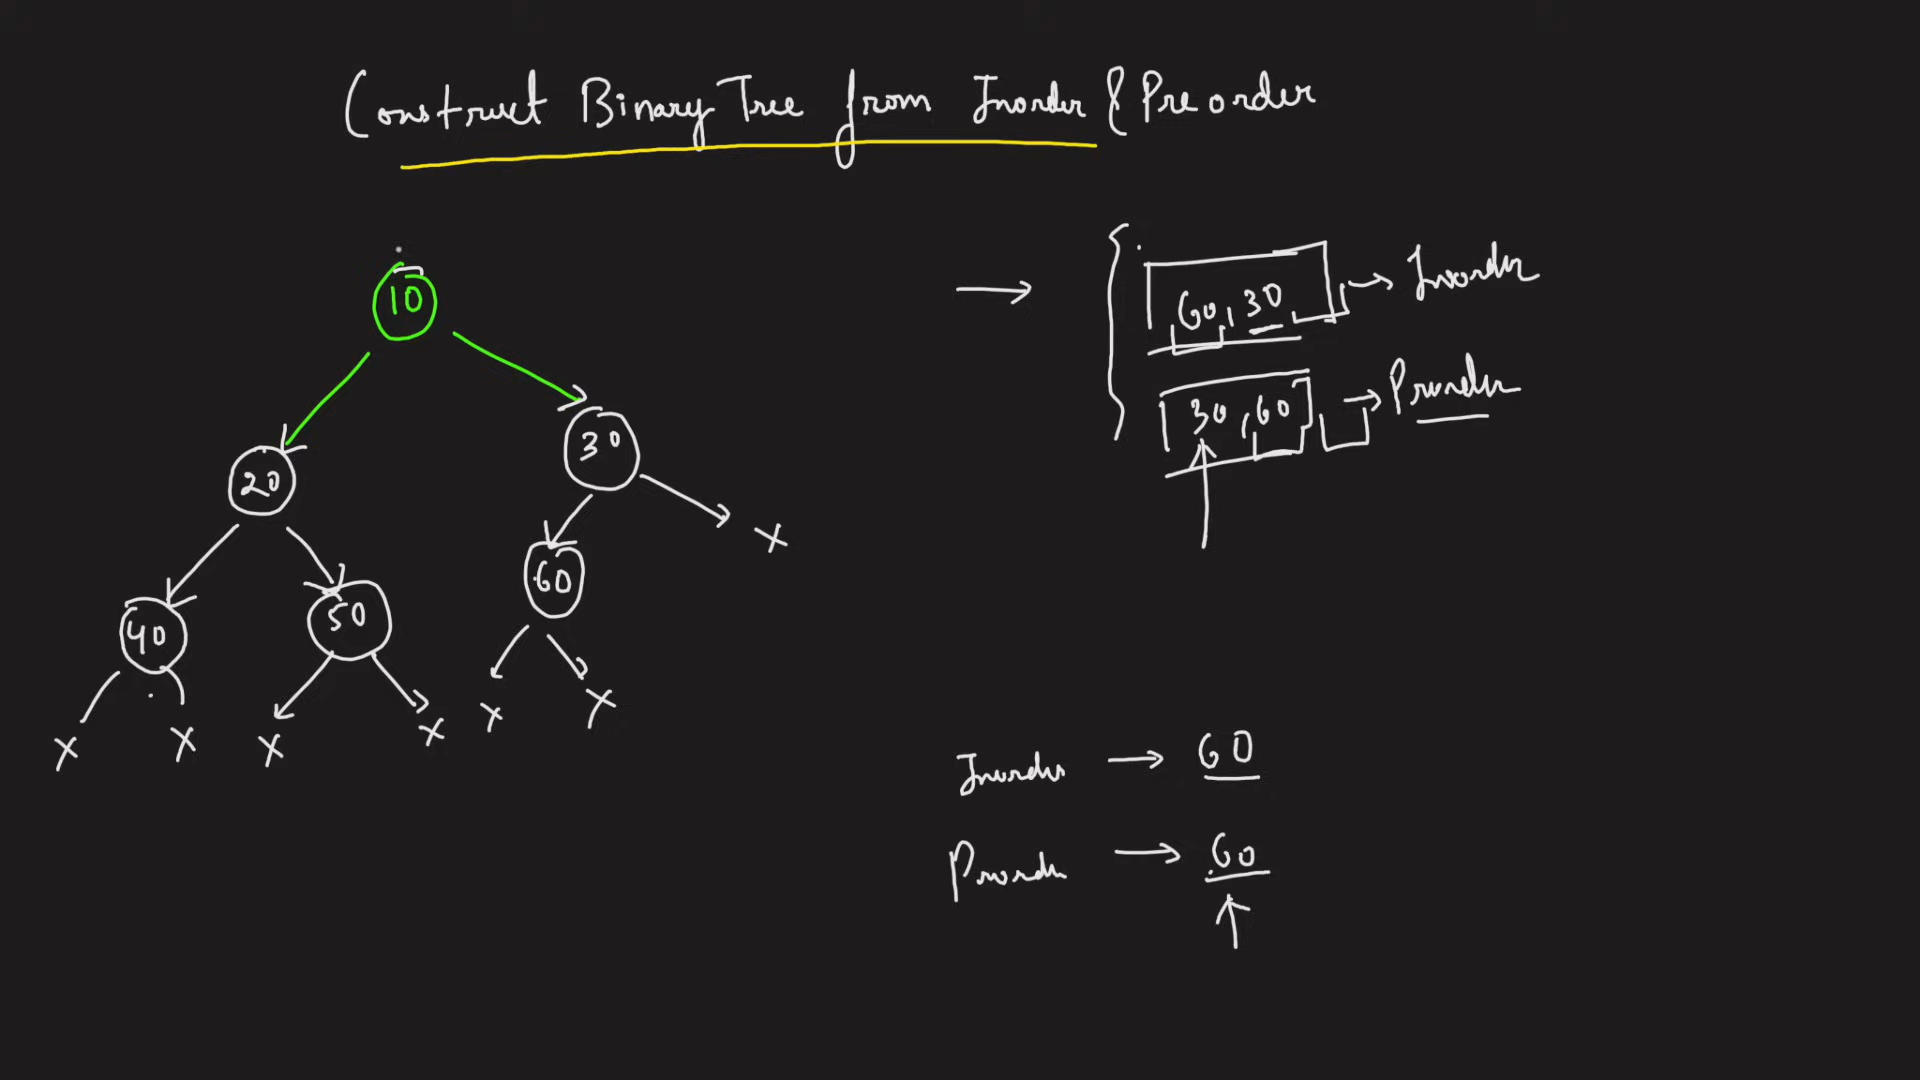 Construct Binary Tree from Inorder & Preorder
10
20
30
40
50
60
X
X
X
X
X
X
X
60, 30 → Inorder
30, 60 → Preorder
Inorder → 60
Preorder → 60